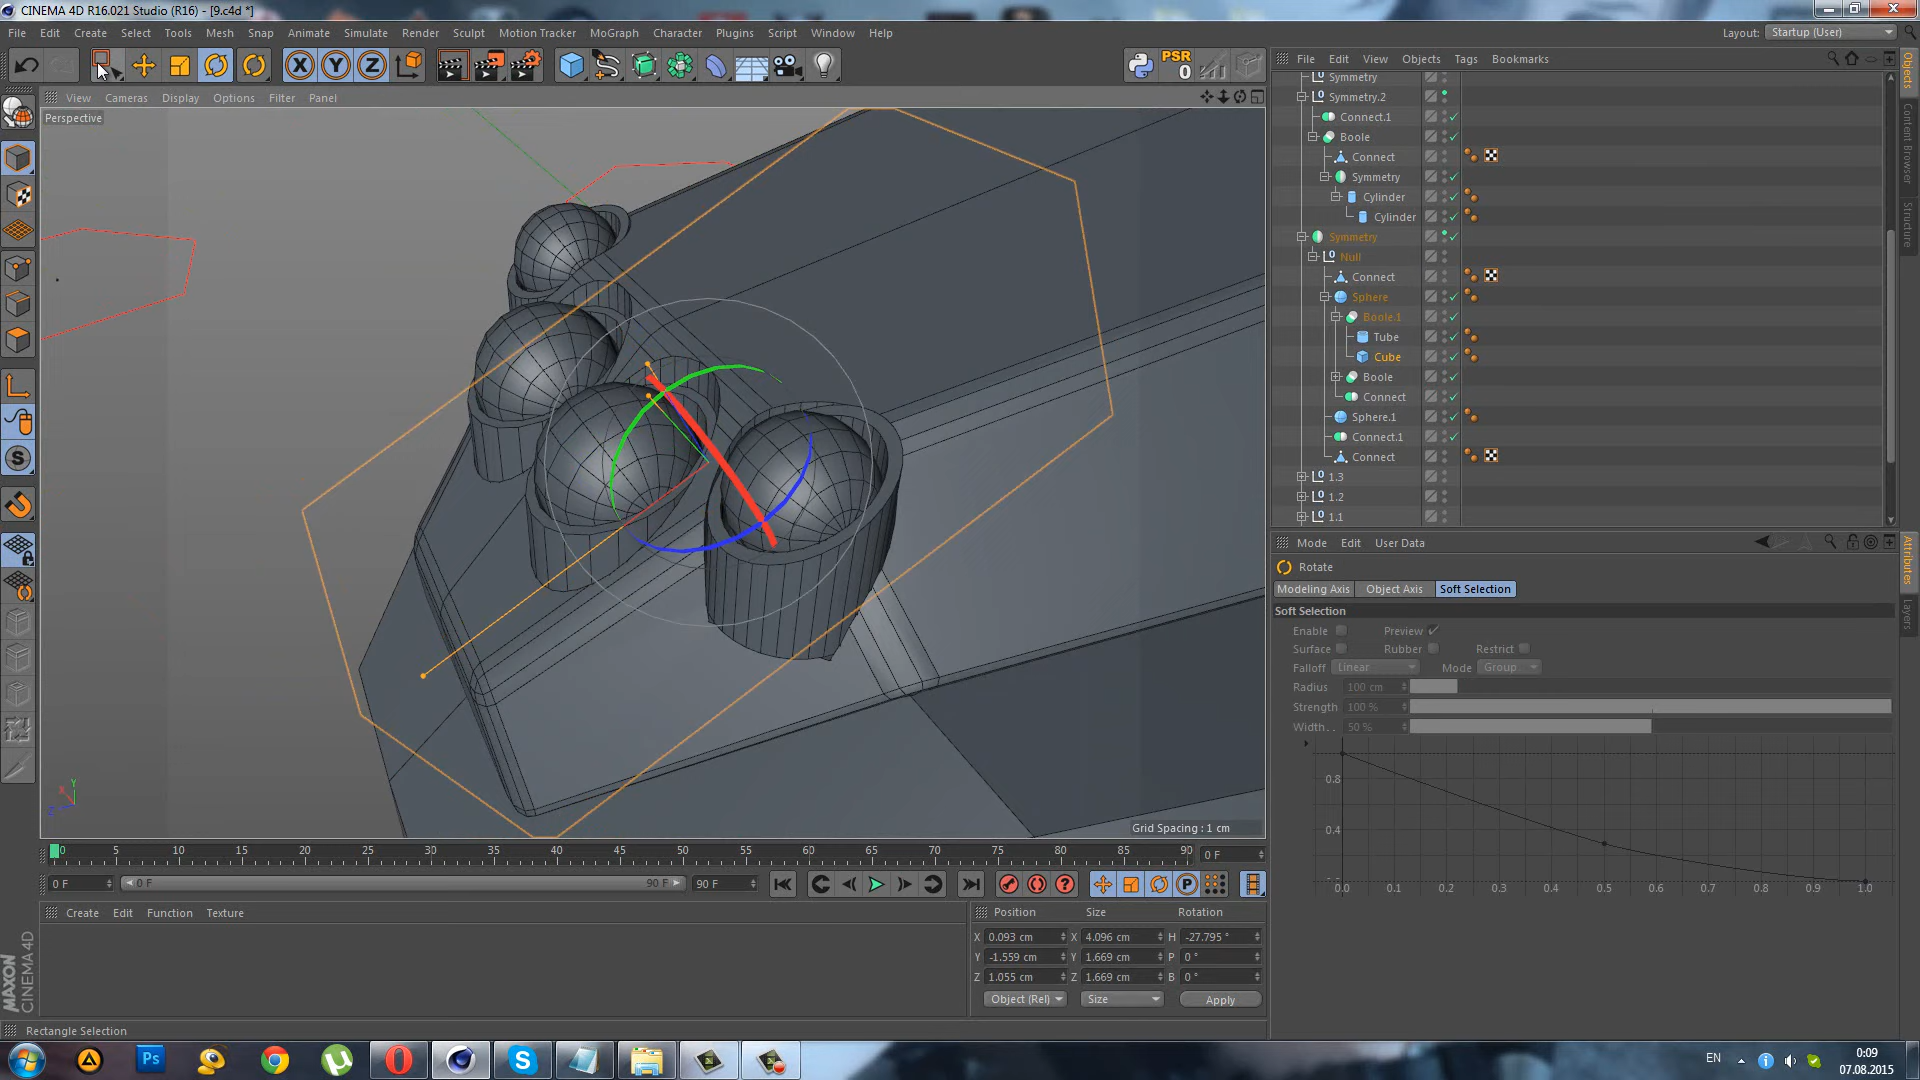 CINEMA 4D R16.021 Studio (R16) - [9.c4d *]
File Edit Create Select Tools Mesh Snap Animate Simulate Render Sculpt Motion Tracker MoGraph Character Plugins Script Window Help
Layout: Startup (User)
X Y Z
PSR
0
File Edit View Objects Tags Bookmarks
View Cameras Display Options Filter Panel
Perspective
Symmetry
Symmetry.2
Connect.1
Boole
Connect
Symmetry
Cylinder
Cylinder
Symmetry
Null
Connect
Sphere
Boole.1
Tube
Cube
Boole
Connect
Sphere.1
Connect.1
Connect
1.3
1.2
1.1
Objects
Content Browser
Structure
Mode Edit User Data
Rotate
Modeling Axis Object Axis Soft Selection
Soft Selection
Enable Preview
Surface Rubber Restrict
Falloff Linear Mode Group
Radius 100 cm
Strength 100 %
Width.. 50 %
0.8
0.4
0.0 0.1 0.2 0.3 0.4 0.5 0.6 0.7 0.8 0.9 1.0
Attributes
Layers
Y
X
Z
Grid Spacing : 1 cm
0 5 10 15 20 25 30 35 40 45 50 55 60 65 70 75 80 85 90 0 F
0 F 0 F 90 F 90 F
Create Edit Function Texture
Position Size Rotation
X 0.093 cm X 4.096 cm H -27.795 °
Y -1.559 cm Y 1.669 cm P 0 °
Z 1.055 cm Z 1.669 cm B 0 °
Object (Rel) Size Apply
MAXON
CINEMA 4D
Rectangle Selection
Ps
EN
0:09
07.08.2015